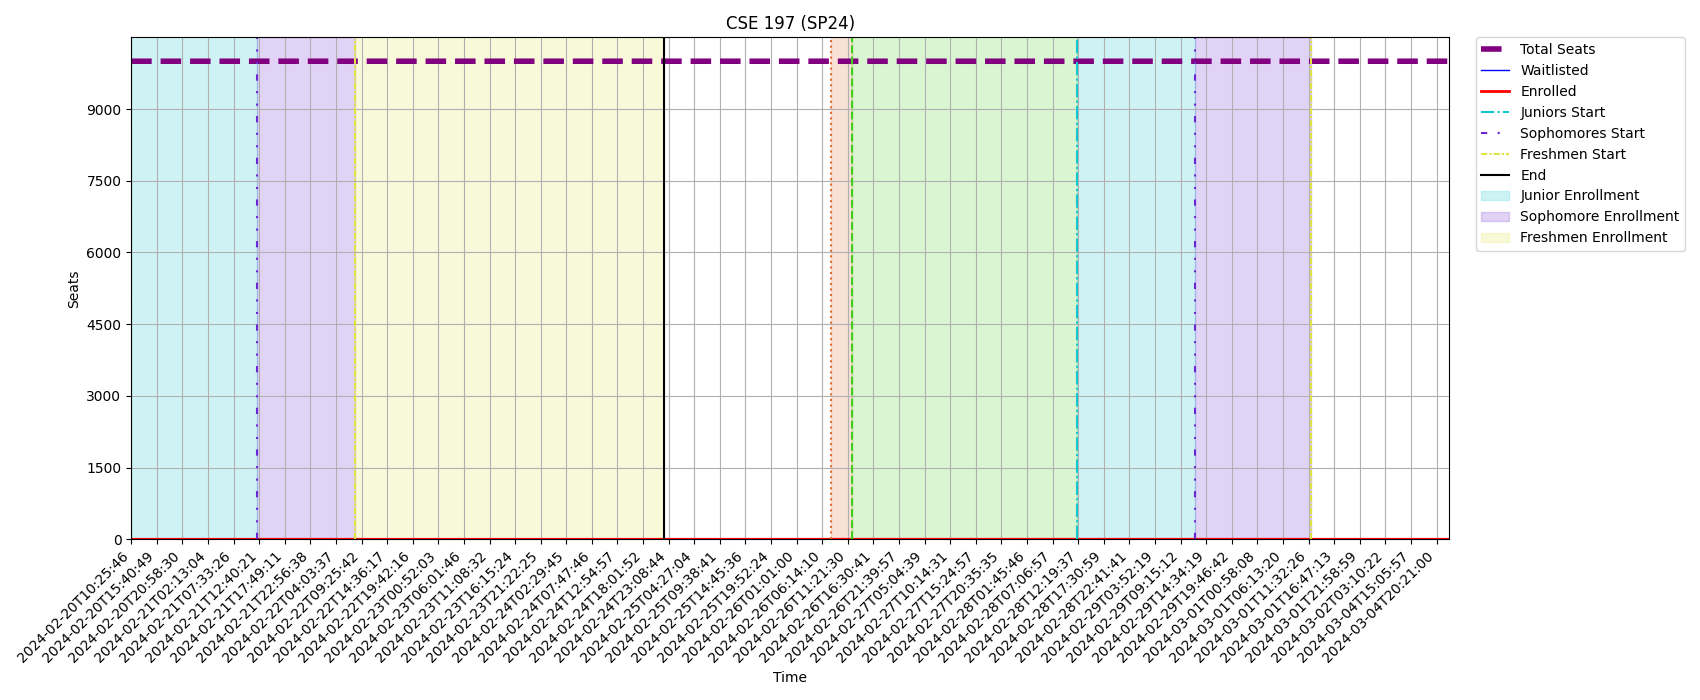 CSE 197 (SP24)
Total Seats
Waitlisted
Enrolled
Juniors Start
Sophomores Start
Freshmen Start
End
Junior Enrollment
Sophomore Enrollment
Freshmen Enrollment
Seats
9000
7500
6000
4500
3000
1500
0
2024-02-20T10:25:46
2024-02-20T15:40:49
2024-02-20T20:58:30
2024-02-21T02:13:04
2024-02-21T07:33:26
2024-02-21T12:40:21
2024-02-21T17:49:11
2024-02-21T22:56:38
2024-02-22T04:03:37
2024-02-22T09:25:42
2024-02-22T14:36:17
2024-02-22T19:42:16
2024-02-23T00:52:03
2024-02-23T06:01:46
2024-02-23T11:08:32
2024-02-23T16:15:24
2024-02-23T21:22:25
2024-02-24T02:29:45
2024-02-24T07:47:46
2024-02-24T12:54:57
2024-02-24T18:01:52
2024-02-24T23:08:44
2024-02-25T04:27:04
2024-02-25T09:38:41
2024-02-25T14:45:36
2024-02-25T19:52:24
2024-02-26T01:01:00
2024-02-26T06:14:10
2024-02-26T11:21:30
2024-02-26T16:30:41
2024-02-26T21:39:57
2024-02-27T05:04:39
2024-02-27T10:14:31
2024-02-27T15:24:57
2024-02-27T20:35:35
2024-02-28T01:45:46
2024-02-28T07:06:57
2024-02-28T12:19:37
2024-02-28T17:30:59
2024-02-28T22:41:41
2024-02-29T03:52:19
2024-02-29T09:15:12
2024-02-29T14:34:19
2024-02-29T19:46:42
2024-03-01T00:58:08
2024-03-01T06:13:20
2024-03-01T11:32:26
2024-03-01T16:47:13
2024-03-01T21:58:59
2024-03-02T03:10:22
2024-03-04T15:05:57
2024-03-04T20:21:00
Time